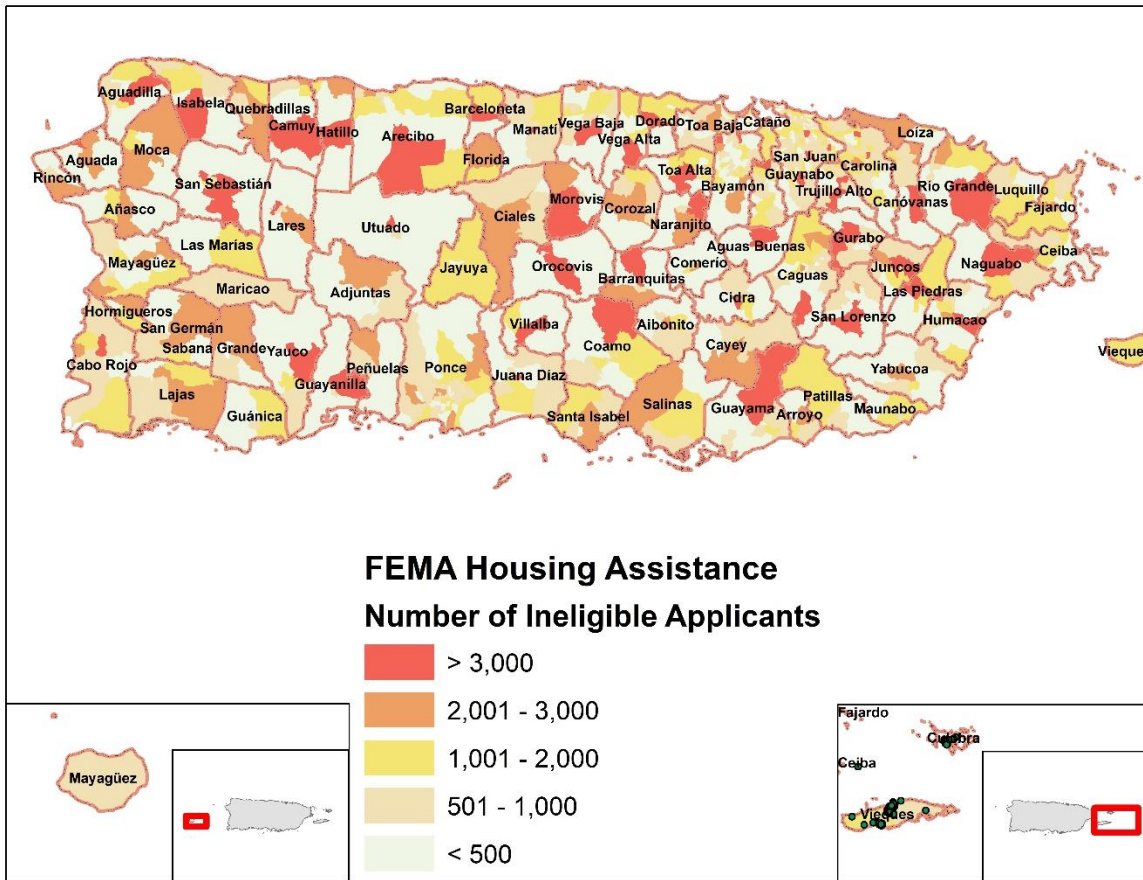 Aguadilla
Isabela
Quebradillas
Camuy
Hatillo
Arecibo
Barceloneta
Manatí
Vega Baja
Vega Alta
Dorado
Toa Baja
Cataño
San Juan
Carolina
Loíza
Aguada
Rincón
Moca
San Sebastián
Florida
Toa Alta
Bayamón
Guaynabo
Trujillo Alto
Canóvanas
Río Grande
Luquillo
Fajardo
Añasco
Lares
Utuado
Ciales
Morovis
Corozal
Naranjito
Aguas Buenas
Gurabo
Ceiba
Las Marías
Mayagüez
Maricao
Adjuntas
Jayuya
Orocovis
Barranquitas
Comerío
Caguas
Juncos
Naguabo
Las Piedras
Hormigueros
San Germán
Sabana Grande
Cabo Rojo
Yauco
Villalba
Coamo
Aibonito
Cidra
San Lorenzo
Humacao
Vieque
Lajas
Guánica
Guayanilla
Peñuelas
Ponce
Juana Díaz
Santa Isabel
Salinas
Cayey
Guayama
Arroyo
Patillas
Maunabo
Yabucoa
FEMA Housing Assistance
Number of Ineligible Applicants
> 3,000
2,001 - 3,000
1,001 - 2,000
501 - 1,000
< 500
Mayagüez
Fajardo
Culebra
Ceiba
Vieques